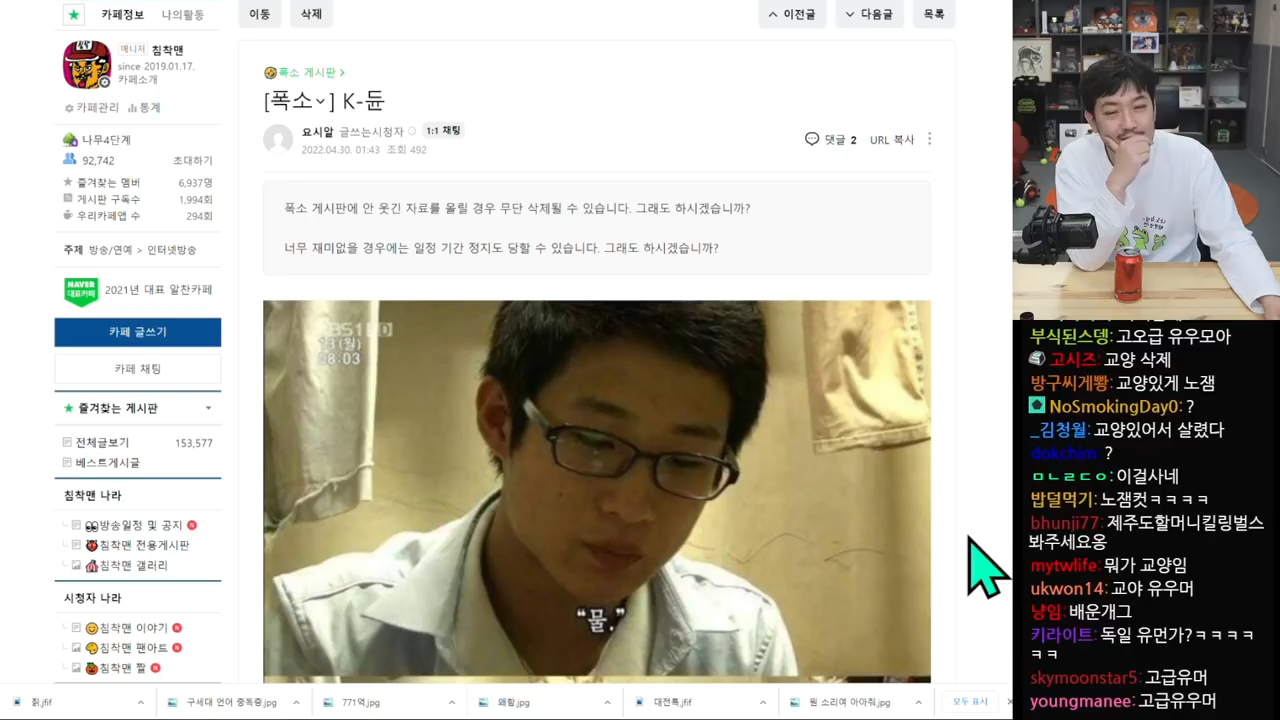 카페정보 나의활동
매니저 침착맨
since 2019.01.17.
카페소개
카페관리 통계
나무4단계
92,742 초대하기
즐겨찾는 멤버 6,937명
게시판 구독수 1,994회
우리카페앱 수 294회
주제 방송/연예 > 인터넷방송
NAVER
대표카페
2021년 대표 알찬카페
카페 글쓰기
카페 채팅
즐겨찾는 게시판
전체글보기 153,577
베스트게시글
침착맨 나라
방송일정 및 공지 N
침착맨 전용게시판
침착맨 갤러리
시청자 나라
침착맨 이야기 N
침착맨 팬아트 N
침착맨 짤 N
이동 삭제
이전글 다음글 목록
폭소 게시판 >
[폭소] K-듄
요시알 글쓰는시청자 1:1 채팅
2022.04.30. 01:43 조회 492
댓글 2 URL 복사
폭소 게시판에 안 웃긴 자료를 올릴 경우 무단 삭제될 수 있습니다. 그래도 하시겠습니까?
너무 재미없을 경우에는 일정 기간 정지도 당할 수 있습니다. 그래도 하시겠습니까?
13(월)
08:03
“물.”
부식된스뎅: 고오급 유우모아
고시즈: 교양 삭제
방구씨게뿡: 교양있게 노잼
NoSmokingDay0: ?
_김청월: 교양있어서 살렸다
dokchim: ?
ㅁㄴㄹㄷㅇ: 이걸사네
밥덜먹기: 노잼컷ㅋㅋㅋㅋ
bhunji77: 제주도할머니킬링벌스
봐주세요옹
mytwlife: 뭐가 교양임
ukwon14: 교야 유우머
냥임: 배운개그
키라이트: 독일 유먼가?ㅋㅋㅋㅋ
ㅋㅋ
skymoonstar5: 고급유머
youngmanee: 고급유우머
칡.jfif
구세대 언어 중독증.jpg
771역.jpg
왜함.jpg
대전특.jfif
뭔 소리여 아아줘.jpg
모두 표시